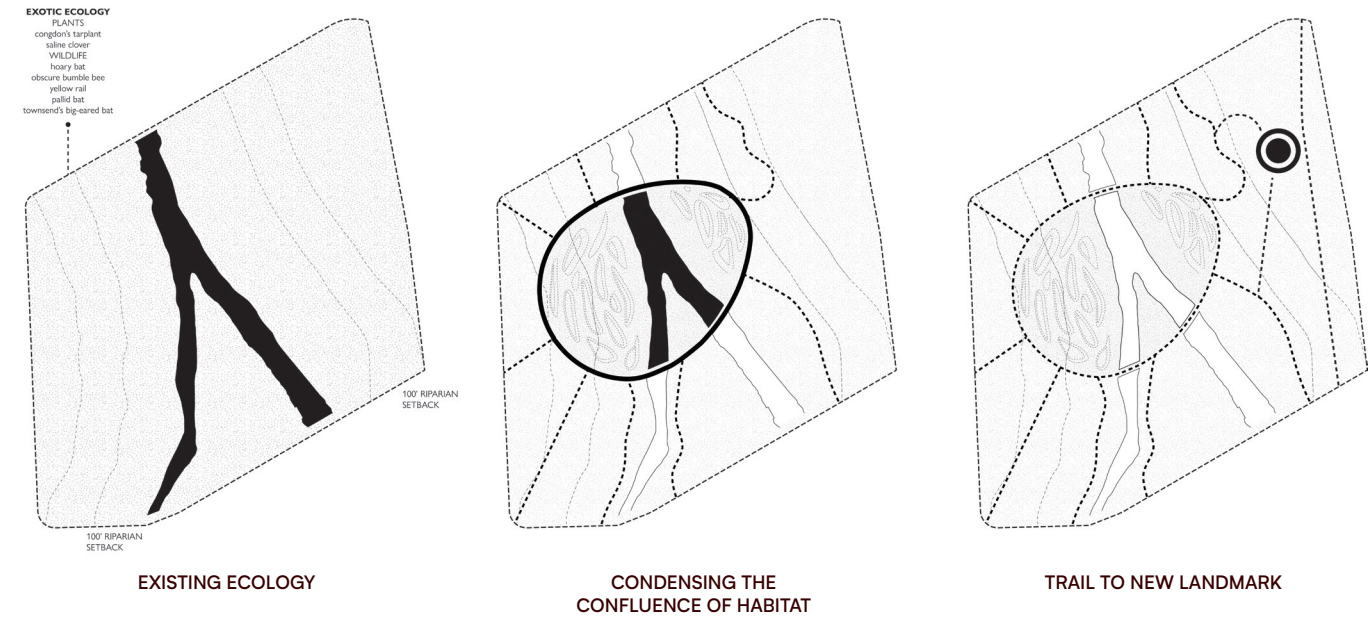 EXOTIC ECOLOGY
PLANTS
congdon's tarplant
saline clover
WILDLIFE
hoary bat
obscure bumble bee
yellow rail
pallid bat
townsend's big-eared bat
100' RIPARIAN
SETBACK
100' RIPARIAN
SETBACK
EXISTING ECOLOGY
CONDENSING THE
CONFLUENCE OF HABITAT
TRAIL TO NEW LANDMARK